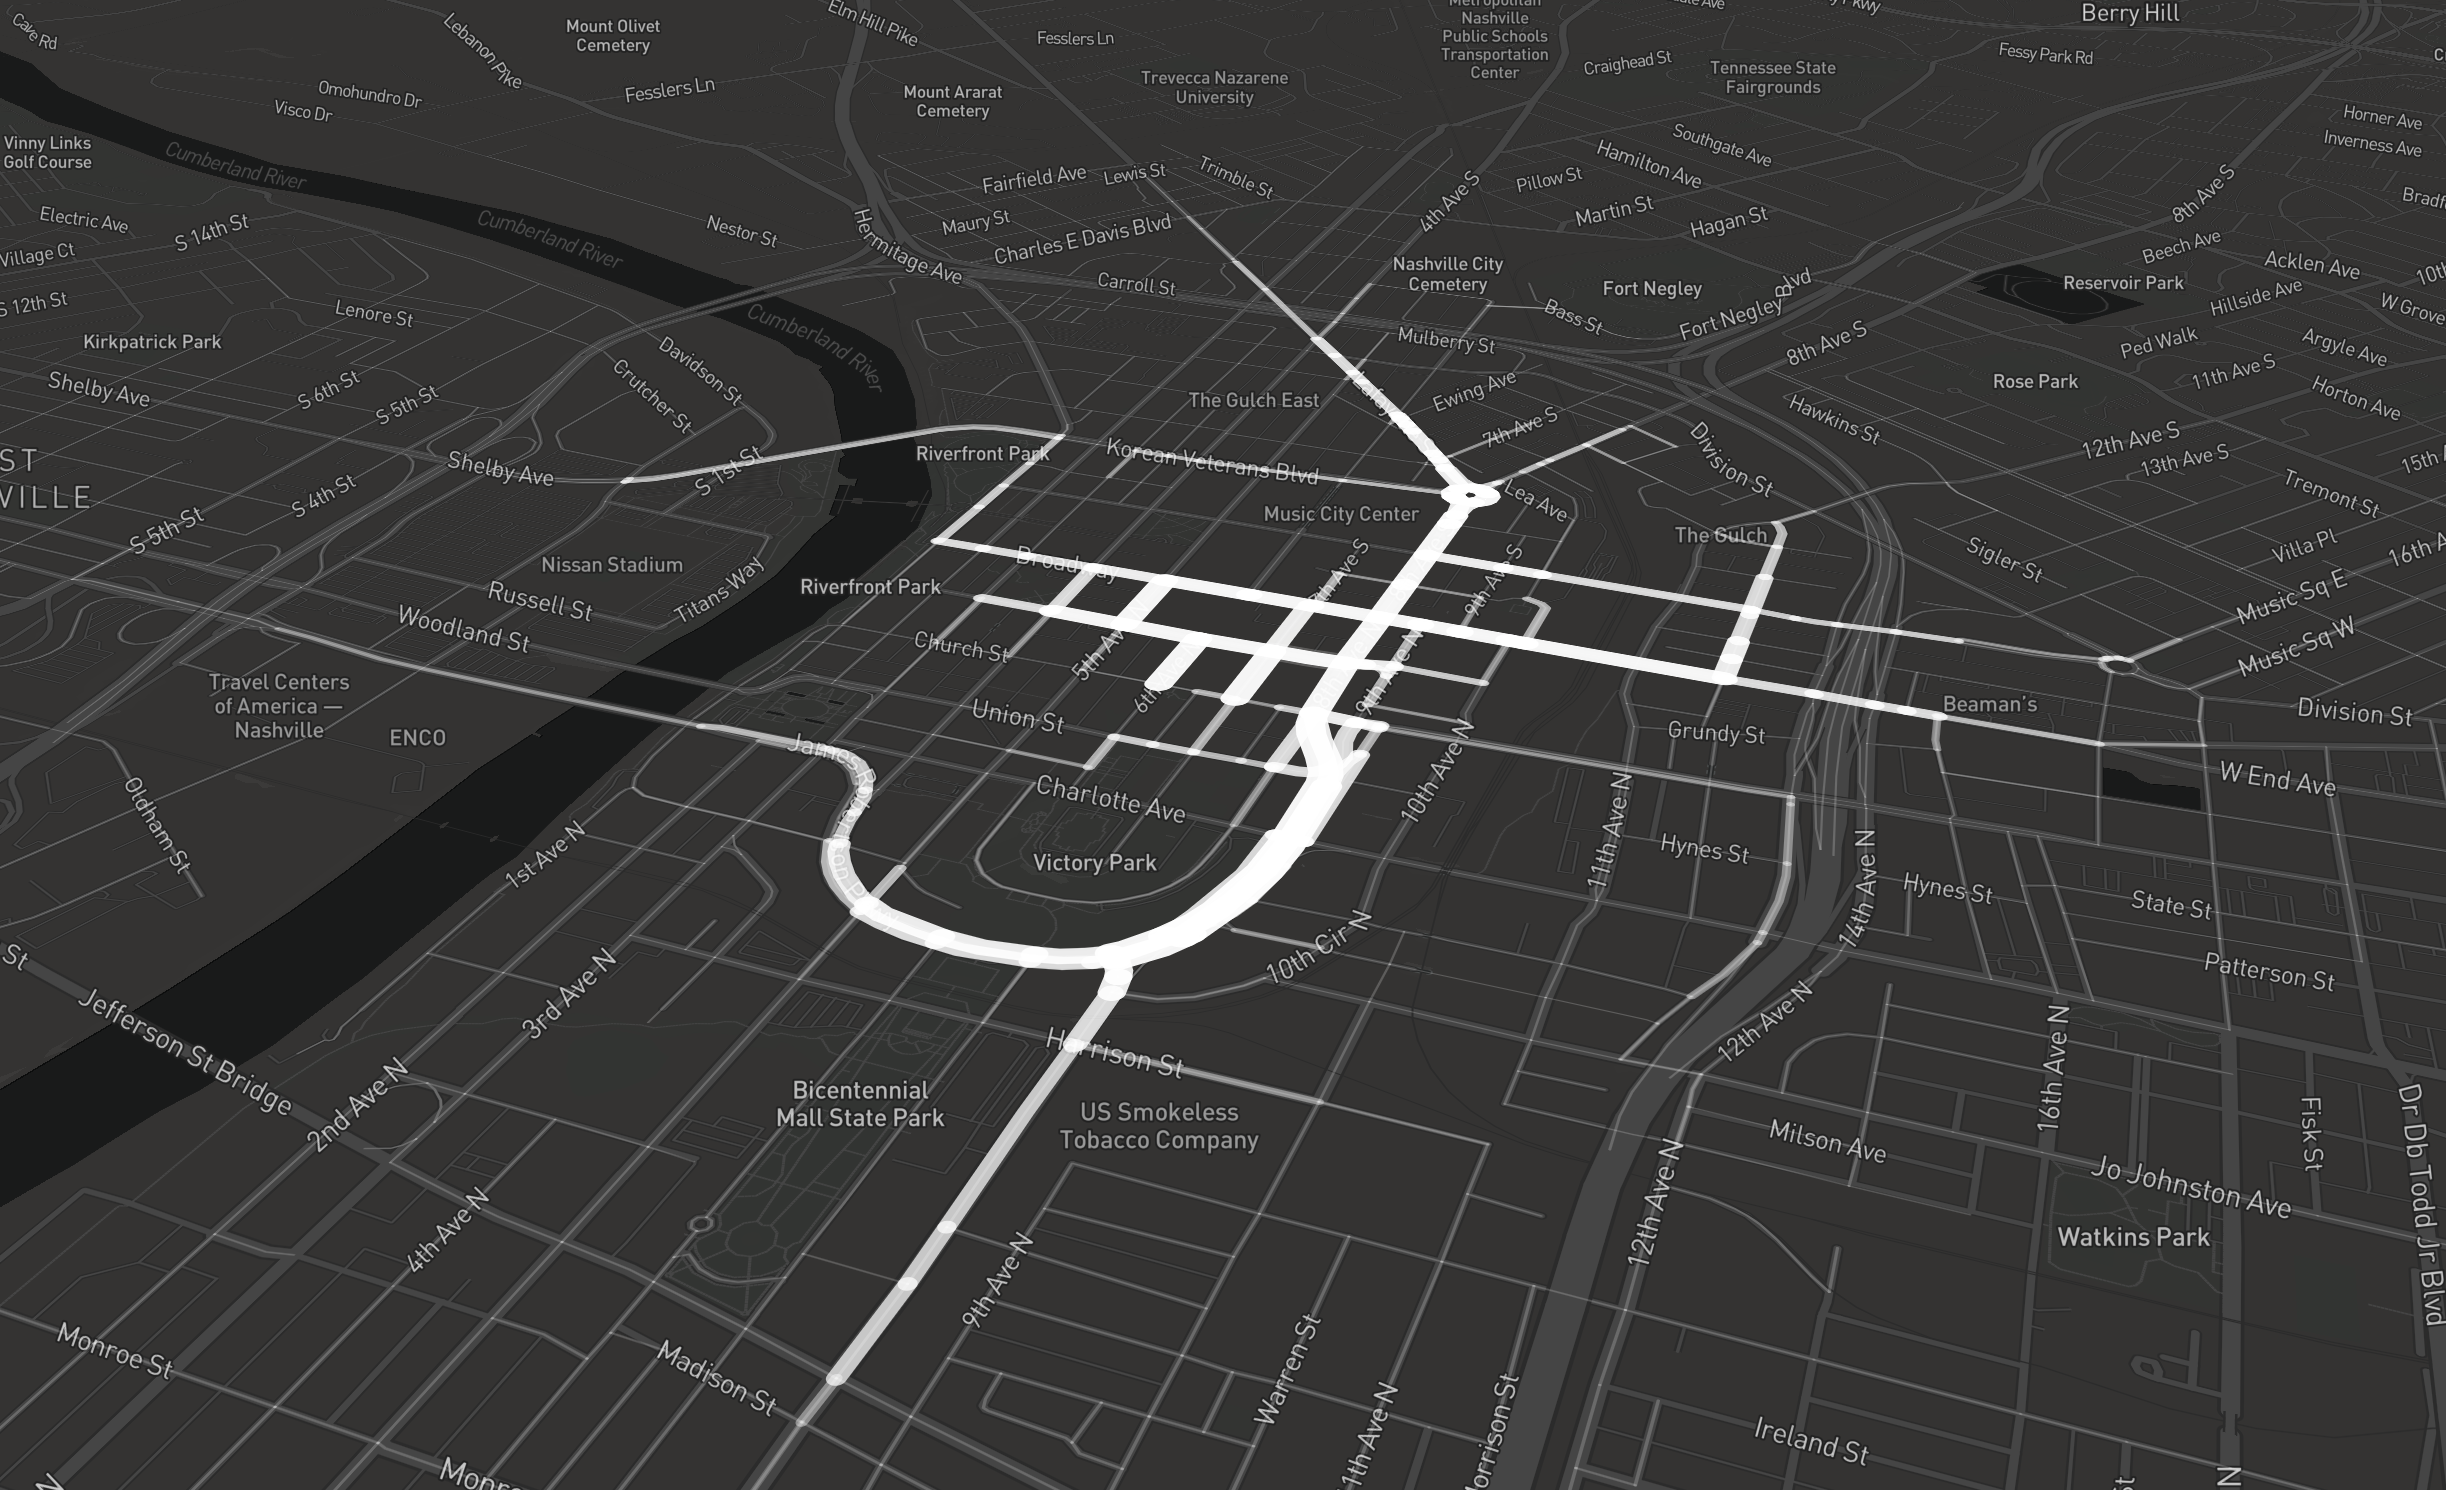 Cave Rd
Lebanon Pike
Mount Olivet
Cemetery
Elm Hill Pike
Fesslers Ln
Metropolitan
Nashville
Public Schools
Transportation
Center
Berry Hill
Fessy Park Rd
Craighead St
Tennessee State
Fairgrounds
Trevecca Nazarene
University
Mount Ararat
Cemetery
Fesslers Ln
Omohundro Dr
Visco Dr
Vinny Links
Golf Course
Cumberland River
Horner Ave
Inverness Ave
Southgate Ave
Hamilton Ave
Pillow St
Trimble St
Lewis St
Fairfield Ave
8th Ave S
4th Ave S
Martin St
Hagan St
Maury St
Charles E Davis Blvd
Nestor St
Hermitage Ave
Cumberland River
Electric Ave
S 14th St
Village Ct
Beech Ave
Acklen Ave
Nashville City
Cemetery
Fort Negley
Reservoir Park
Hillside Ave
W Grove
Carroll St
S 12th St
Lenore St
Cumberland River
Bass St
Fort Negley Blvd
8th Ave S
Mulberry St
Ped Walk
Argyle Ave
Kirkpatrick Park
Davidson St
Crutcher St
Shelby Ave
S 6th St
S 5th St
The Gulch East
Ewing Ave
Rose Park
11th Ave S
Horton Ave
Hawkins St
7th Ave S
12th Ave S
13th Ave S
Division St
Riverfront Park
Korean Veterans Blvd
Shelby Ave
S 1st St
ST
VILLE
S 4th St
S 5th St
Lea Ave
Music City Center
Tremont St
The Gulch
Villa Pl
Sigler St
Nissan Stadium
Broadway
7th Ave S
9th Ave S
Titans Way
Riverfront Park
Russell St
Music Sq E
Music Sq W
Woodland St
Church St
5th Av
9th Ave N
Travel Centers
of America —
Nashville
Union St
6th
9th Ave N
Beaman's
Division St
ENCO
James R
Grundy St
10th Ave N
W End Ave
Charlotte Ave
11th Ave N
Oldham St
1st Ave N
Victory Park
Hynes St
14th Ave N
Hynes St
State St
10th Cir N
Patterson St
St
Jefferson St Bridge
3rd Ave N
12th Ave N
16th Ave N
Harrison St
Bicentennial
Mall State Park
US Smokeless
Tobacco Company
2nd Ave N
Milson Ave
Fisk St
Dr Db Todd Jr Blvd
Jo Johnston Ave
12th Ave N
4th Ave N
9th Ave N
Watkins Park
Monroe St
Madison St
Warren St
11th Ave N
Ireland St
N